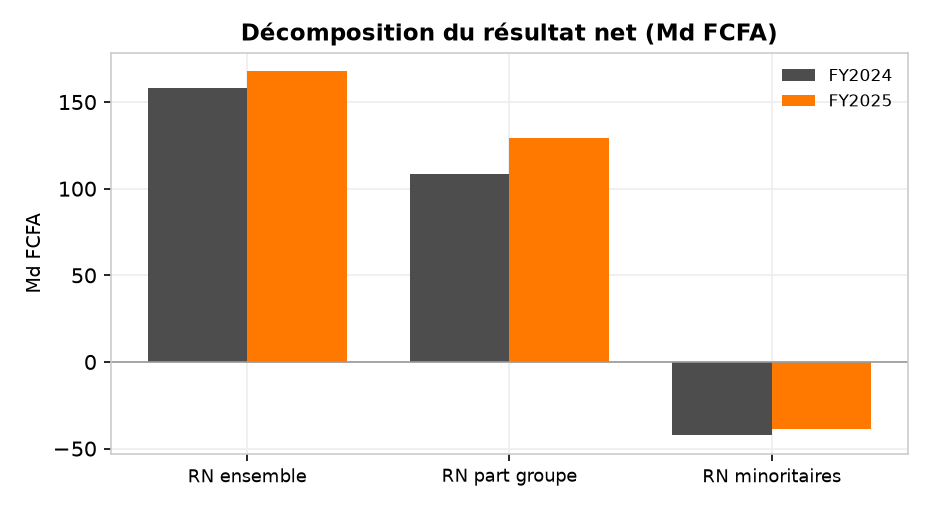 Décomposition du résultat net (Md FCFA)
FY2024
FY2025
150
100
50
0
−50
Md FCFA
RN ensemble
RN part groupe
RN minoritaires